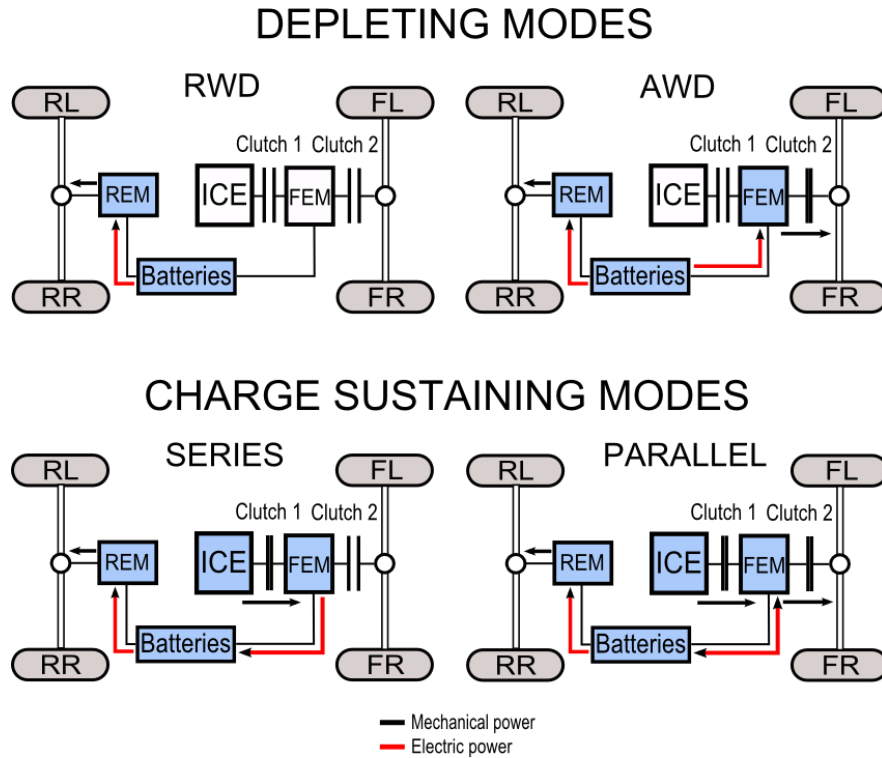 DEPLETING MODES
RWD
RL
FL
Clutch 1 Clutch 2
REM
ICE
FEM
Batteries
RR
FR
AWD
RL
FL
Clutch 1 Clutch 2
REM
ICE
FEM
Batteries
RR
FR
CHARGE SUSTAINING MODES
SERIES
RL
FL
Clutch 1 Clutch 2
REM
ICE
FEM
Batteries
RR
FR
PARALLEL
RL
FL
Clutch 1 Clutch 2
REM
ICE
FEM
Batteries
RR
FR
Mechanical power
Electric power